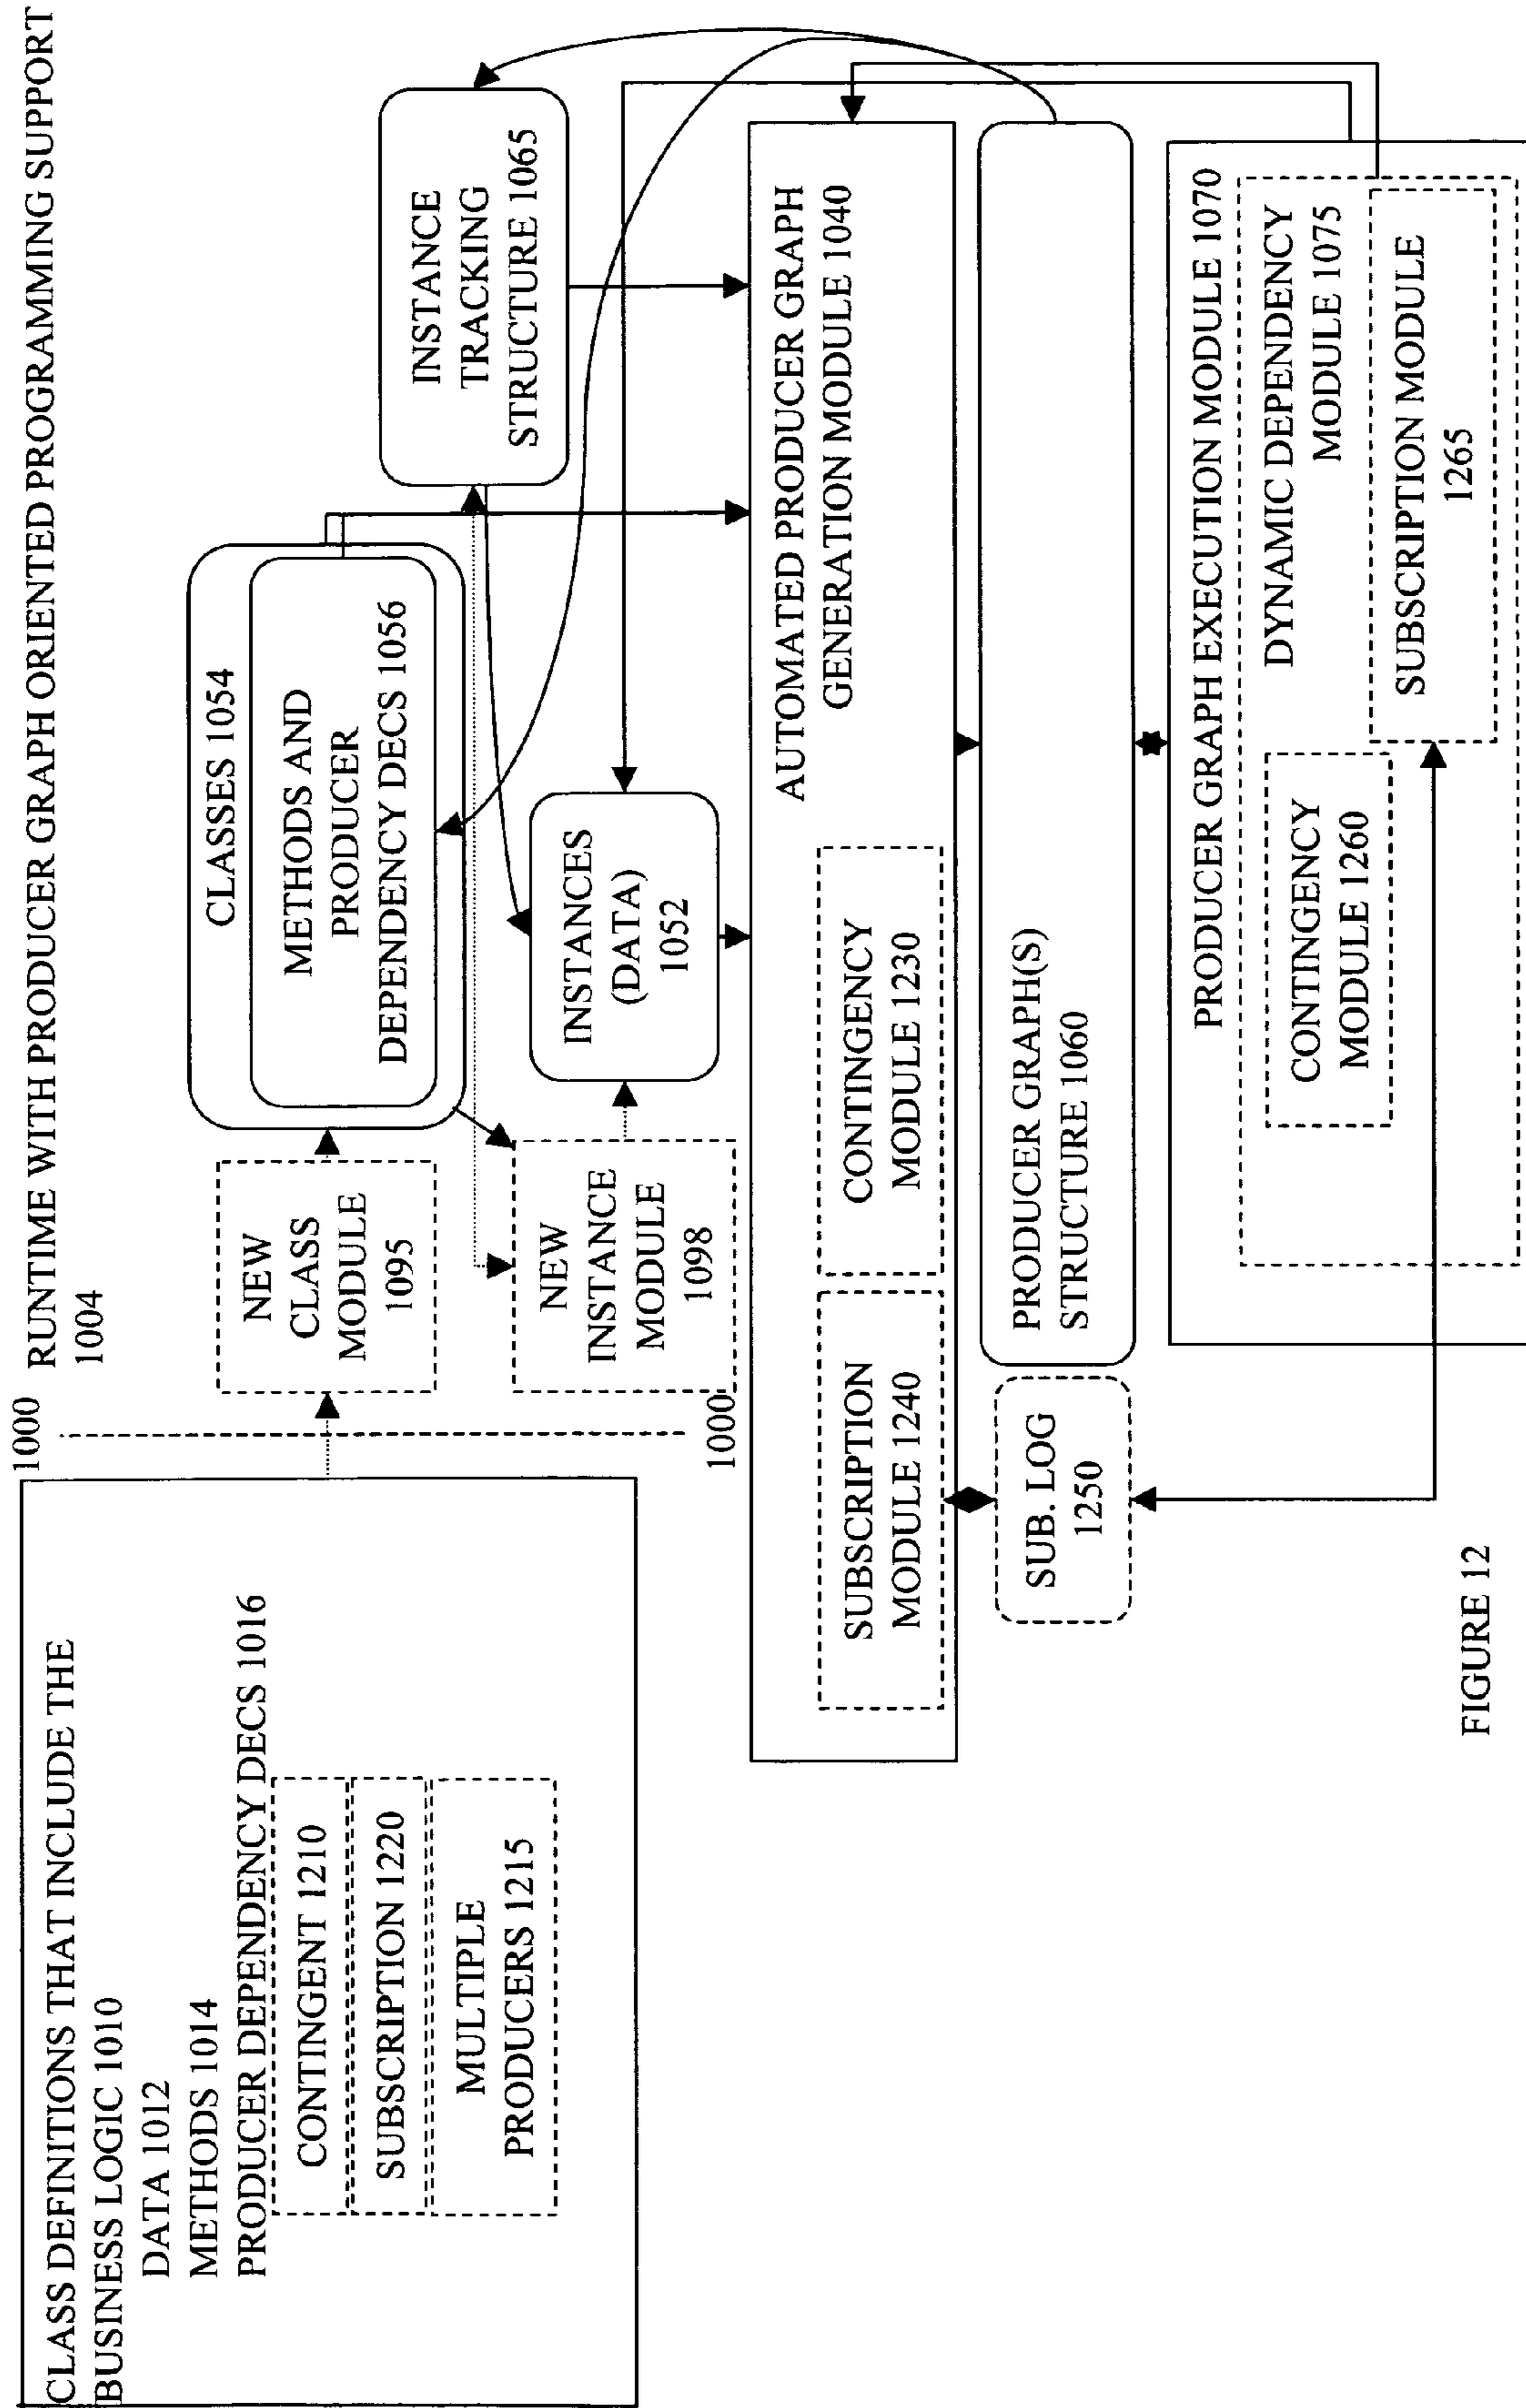 1000
RUNTIME WITH PRODUCER GRAPH ORIENTED PROGRAMMING SUPPORT
1004
CLASS DEFINITIONS THAT INCLUDE THE
BUSINESS LOGIC 1010
DATA 1012
METHODS 1014
PRODUCER DEPENDENCY DECS 1016
CONTINGENT 1210
SUBSCRIPTION 1220
MULTIPLE
PRODUCERS 1215
1000
NEW
CLASS
MODULE
1095
CLASSES 1054
METHODS AND
PRODUCER
DEPENDENCY DECS 1056
INSTANCE
TRACKING
STRUCTURE 1065
NEW
INSTANCE
MODULE
1098
INSTANCES
(DATA)
1052
AUTOMATED PRODUCER GRAPH
GENERATION MODULE 1040
SUBSCRIPTION
MODULE 1240
CONTINGENCY
MODULE 1230
SUB. LOG
1250
PRODUCER GRAPH(S)
STRUCTURE 1060
PRODUCER GRAPH EXECUTION MODULE 1070
DYNAMIC DEPENDENCY
MODULE 1075
CONTINGENCY
MODULE 1260
SUBSCRIPTION MODULE
1265
FIGURE 12